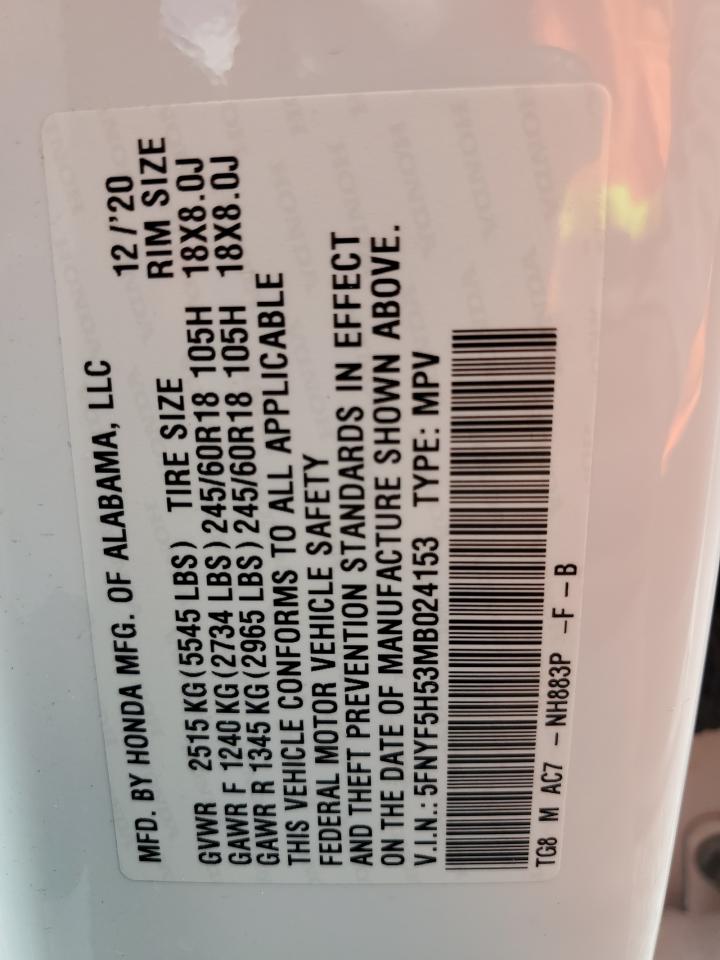 MFD. BY HONDA MFG. OF ALABAMA, LLC 12/'20
GVWR 2515 KG(5545 LBS) TIRE SIZE RIM SIZE
GAWR F 1240 KG(2734 LBS) 245/60R18 105H 18X8.0J
GAWR R 1345 KG(2965 LBS) 245/60R18 105H 18X8.0J
THIS VEHICLE CONFORMS TO ALL APPLICABLE
FEDERAL MOTOR VEHICLE SAFETY
AND THEFT PREVENTION STANDARDS IN EFFECT
ON THE DATE OF MANUFACTURE SHOWN ABOVE.
V.I.N.: 5FNYF5H53MB024153 TYPE: MPV
TG8 M AC7 - NH883P -F-B